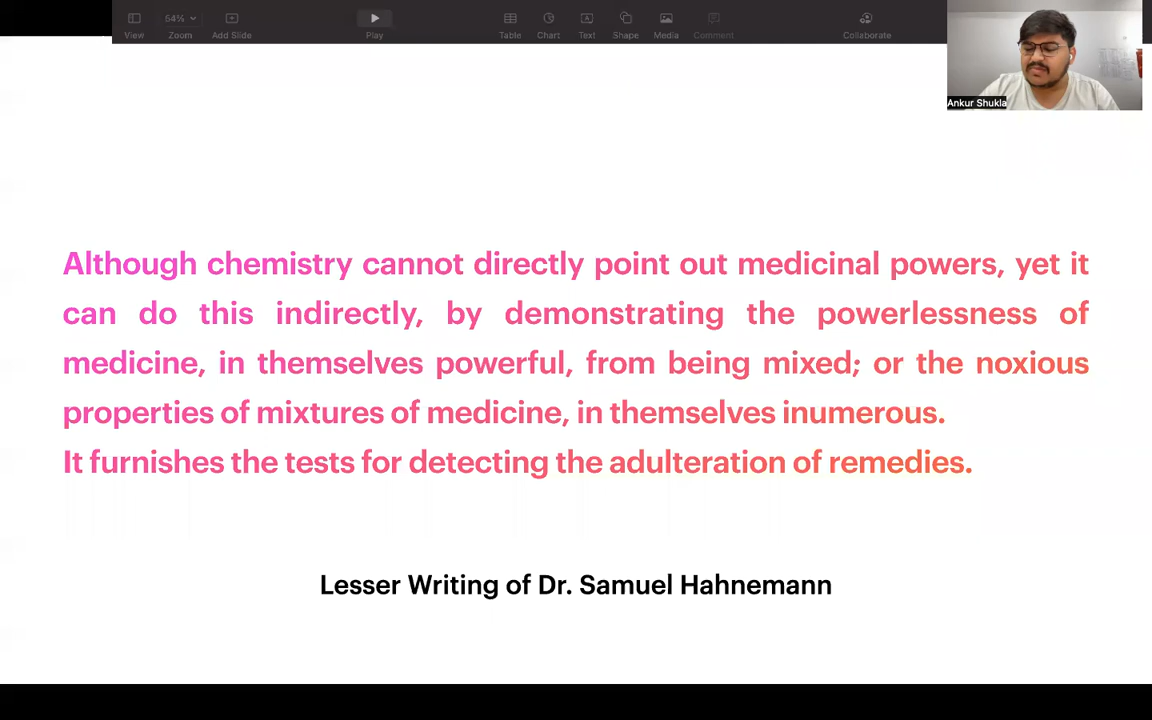 54%
View
Zoom
Add Slide
Play
Table
Chart
Text
Shape
Media
Comment
Collaborate
Ankur Shukla
Although chemistry cannot directly point out medicinal powers, yet it
can do this indirectly, by demonstrating the powerlessness of
medicine, in themselves powerful, from being mixed; or the noxious
properties of mixtures of medicine, in themselves inumerous.
It furnishes the tests for detecting the adulteration of remedies.
Lesser Writing of Dr. Samuel Hahnemann